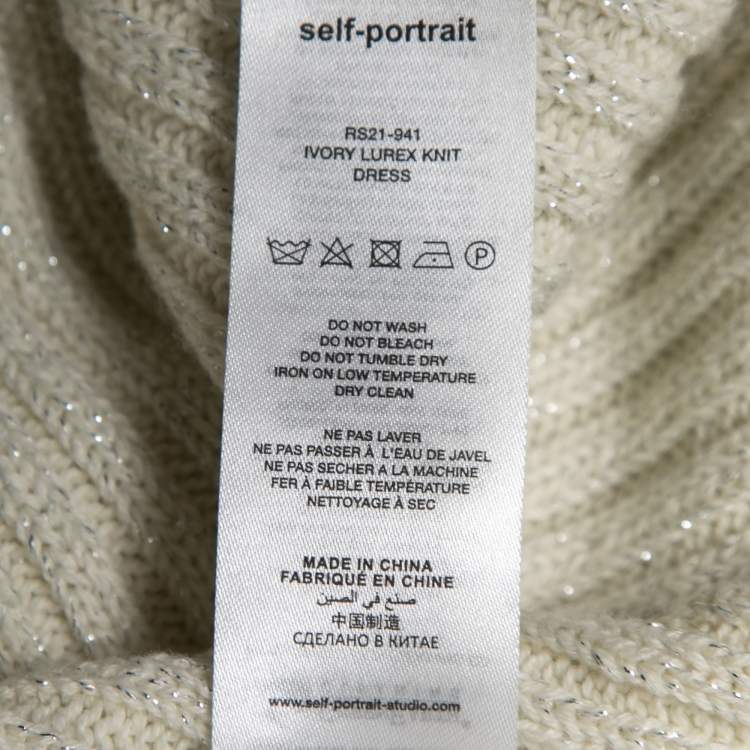 self-portrait
RS21-941
IVORY LUREX KNIT
DRESS
P
DO NOT WASH
DO NOT BLEACH
DO NOT TUMBLE DRY
IRON ON LOW TEMPERATURE
DRY CLEAN
NE PAS LAVER
NE PAS PASSER À L'EAU DE JAVEL
NE PAS SECHER A LA MACHINE
FER À FAIBLE TEMPÉRATURE
NETTOYAGE À SEC
MADE IN CHINA
FABRIQUÉ EN CHINE
صنع في الصين
中国制造
СДЕЛАНО В КИТАЕ
www.self-portrait-studio.com